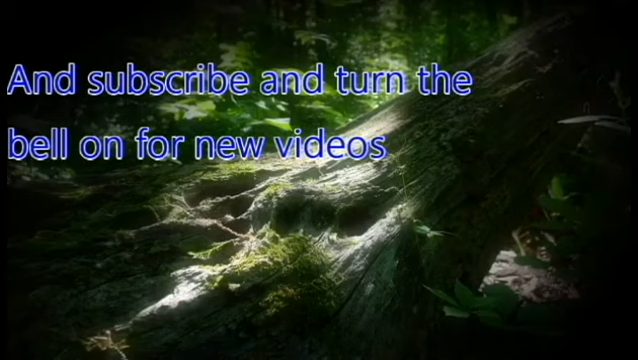 And subscribe and turn the
bell on for new videos